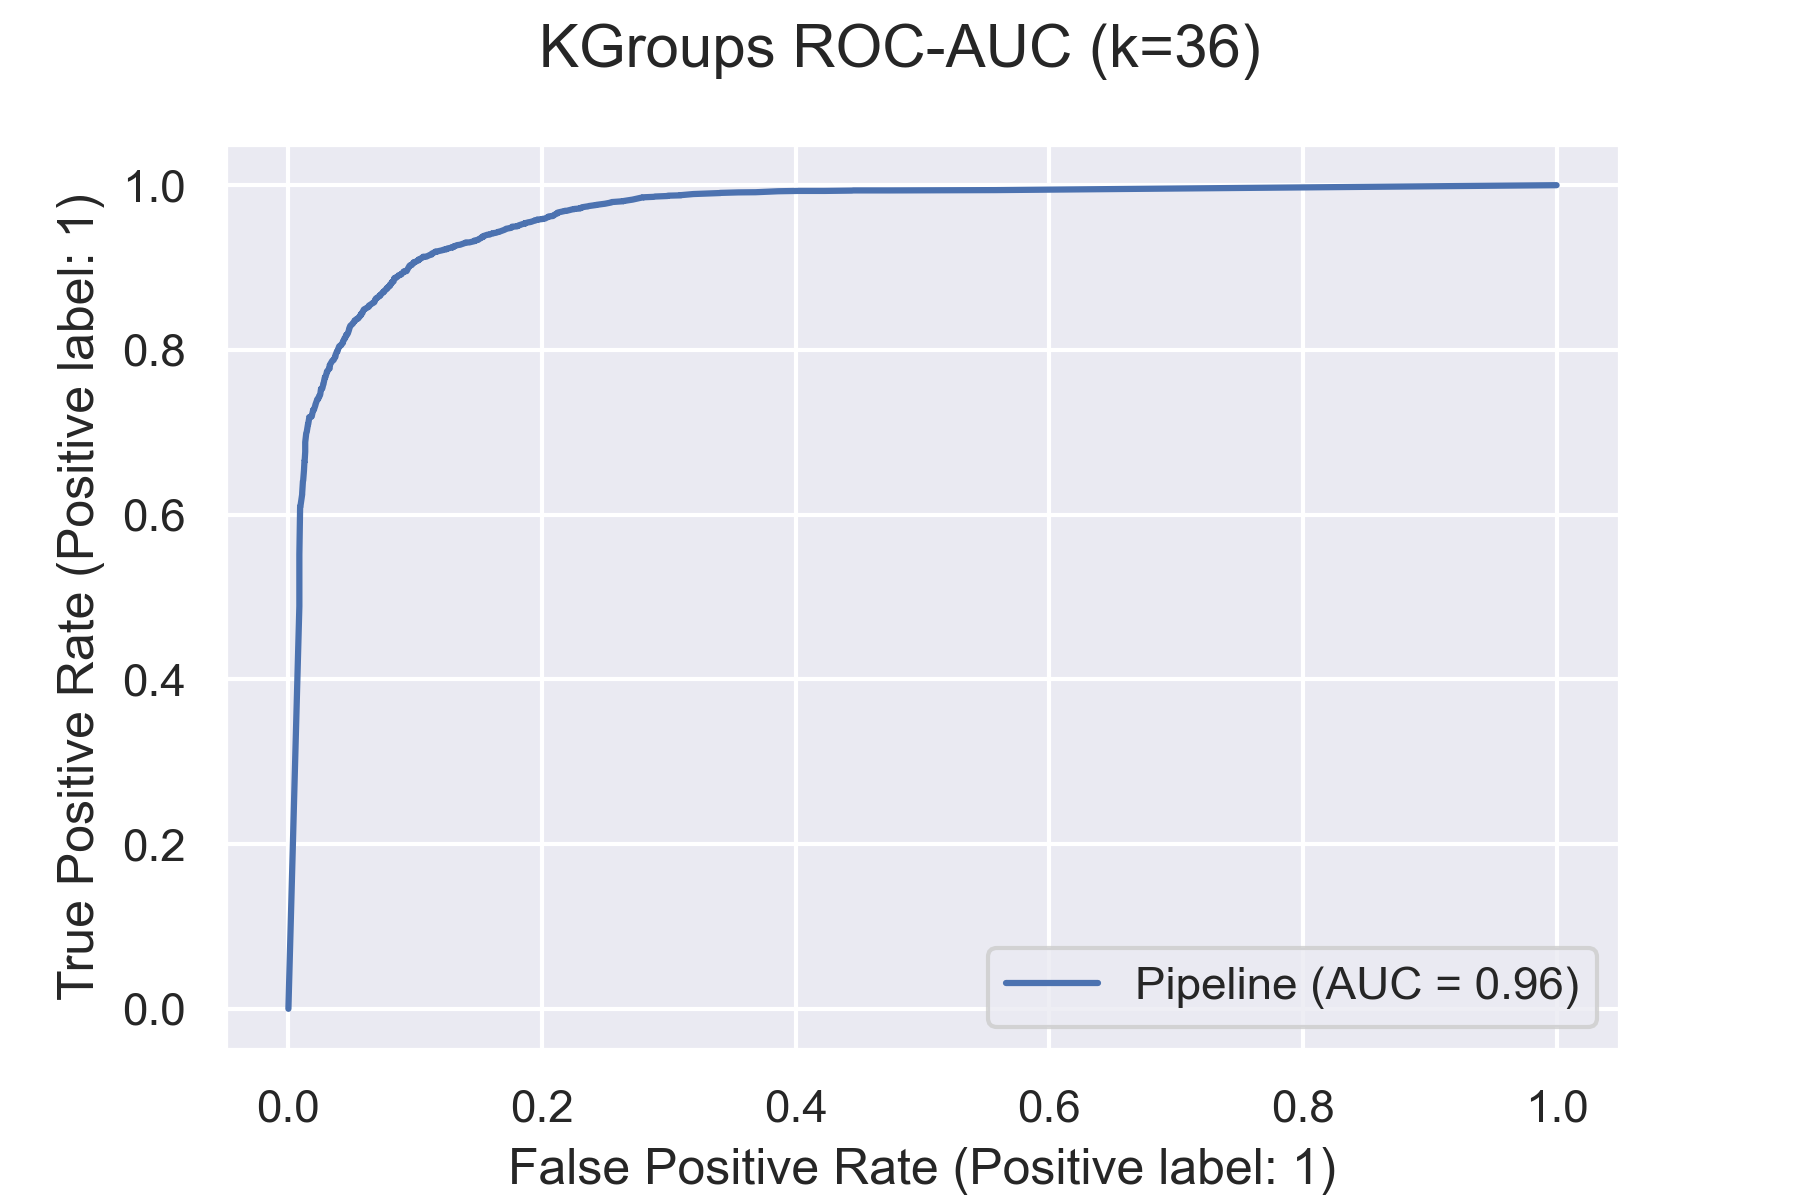 KGroups ROC-AUC (k=36)
True Positive Rate (Positive label: 1)
1.0
0.8
0.6
0.4
0.2
0.0
Pipeline (AUC = 0.96)
0.0 0.2 0.4 0.6 0.8 1.0
False Positive Rate (Positive label: 1)